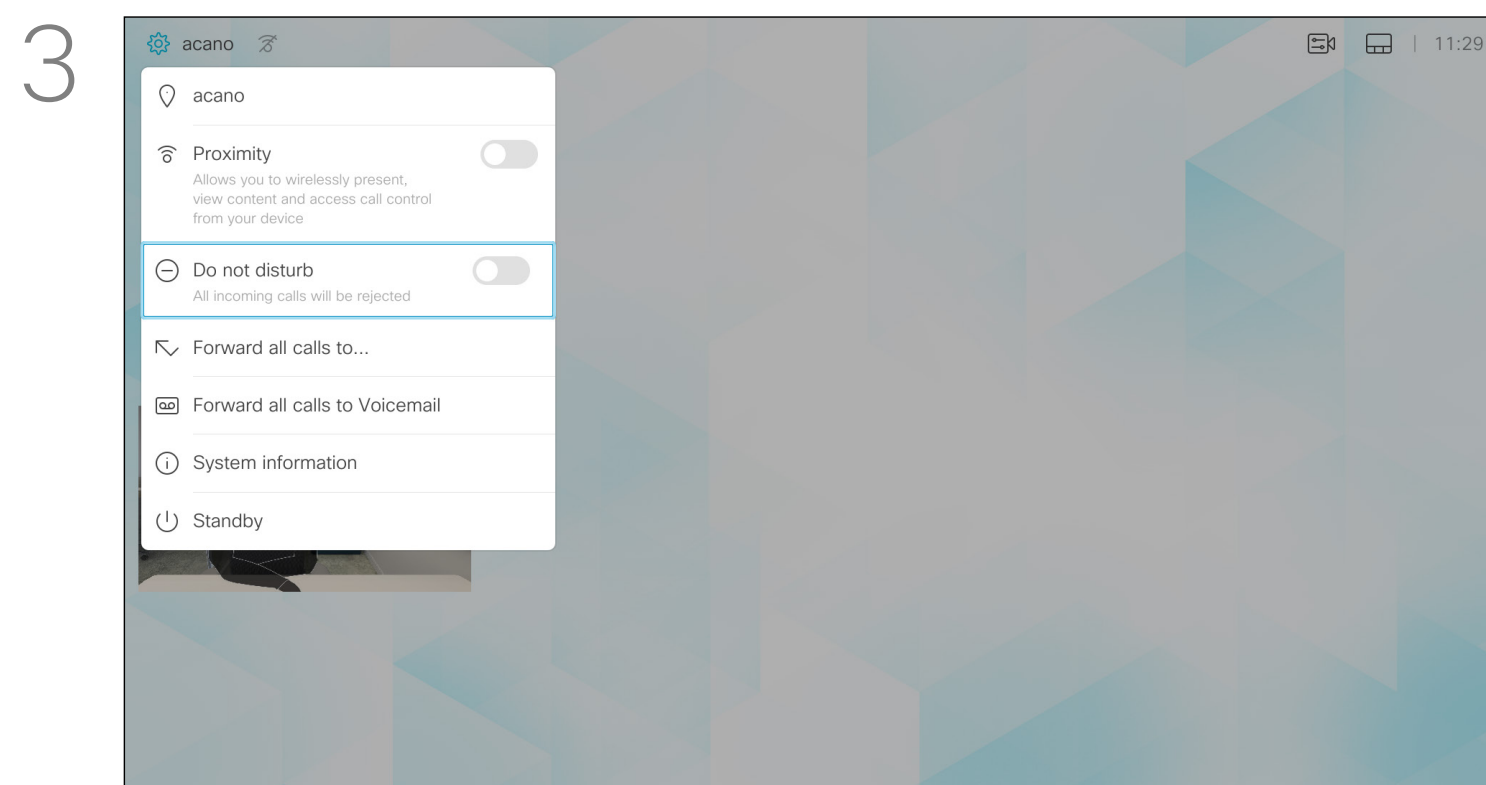 3
acano
11:29
acano
Proximity
Allows you to wirelessly present,
view content and access call control
from your device
Do not disturb
All incoming calls will be rejected
Forward all calls to...
Forward all calls to Voicemail
System information
Standby